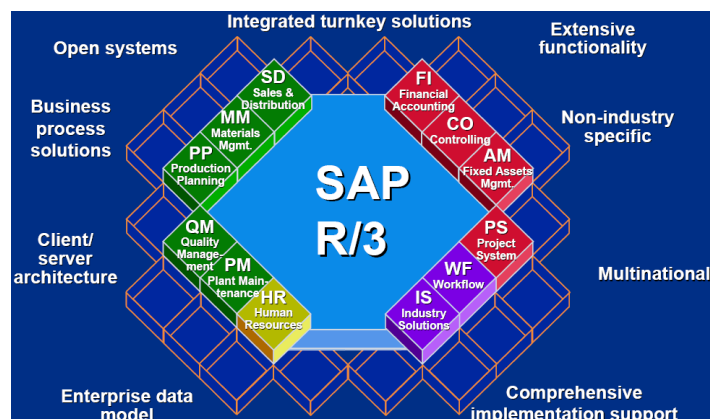 Integrated turnkey solutions
Open systems
Extensive
functionality
Business
process
solutions
Non-industry
specific
Client/
server
architecture
Multinational
Enterprise data
model
Comprehensive
implementation support
SD
Sales &
Distribution
MM
Materials
Mgmt.
PP
Production
Planning
QM
Quality
Manage-
ment
PM
Plant Main-
tenance
HR
Human
Resources
SAP
R/3
FI
Financial
Accounting
CO
Controlling
AM
Fixed Assets
Mgmt.
PS
Project
System
WF
Workflow
IS
Industry
Solutions